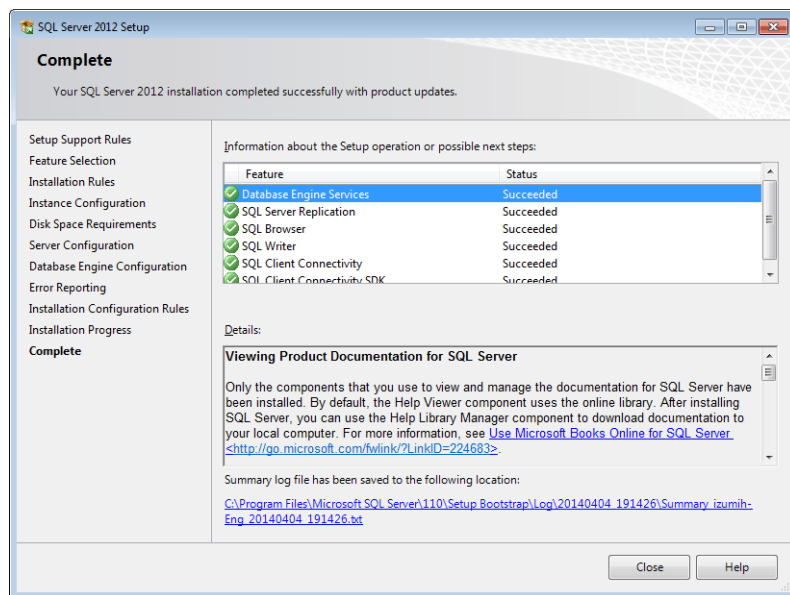 SQL Server 2012 Setup
Complete
Your SQL Server 2012 installation completed successfully with product updates.
Setup Support Rules
Feature Selection
Installation Rules
Instance Configuration
Disk Space Requirements
Server Configuration
Database Engine Configuration
Error Reporting
Installation Configuration Rules
Installation Progress
Complete
Information about the Setup operation or possible next steps:
Feature Status
Database Engine Services Succeeded
SQL Server Replication Succeeded
SQL Browser Succeeded
SQL Writer Succeeded
SQL Client Connectivity Succeeded
SQL Client Connectivity SDK Succeeded
Details:
Viewing Product Documentation for SQL Server
Only the components that you use to view and manage the documentation for SQL Server have
been installed. By default, the Help Viewer component uses the online library. After installing
SQL Server, you can use the Help Library Manager component to download documentation to
your local computer. For more information, see Use Microsoft Books Online for SQL Server
<http://go.microsoft.com/fwlink/?LinkID=224683>.
Summary log file has been saved to the following location:
C:\Program Files\Microsoft SQL Server\110\Setup Bootstrap\Log\20140404_191426\Summary_izumih-
Eng_20140404_191426.txt
Close Help